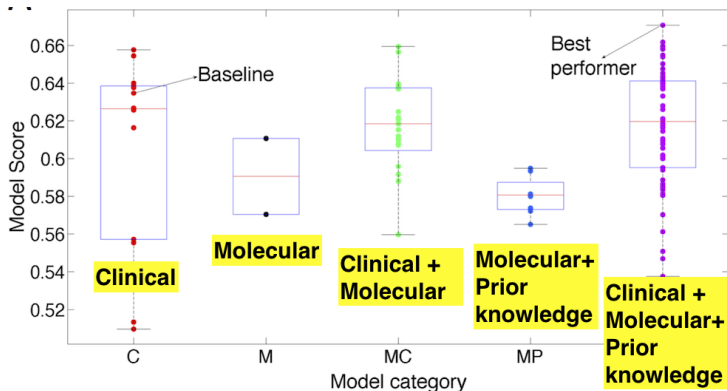 0.66
0.64
0.62
0.6
0.58
0.56
0.54
0.52
Model Score
Baseline
Best
performer
Clinical
Molecular
Clinical +
Molecular
Molecular+
Prior
knowledge
Clinical +
Molecular+
Prior
knowledge
C
M
MC
MP
Model category